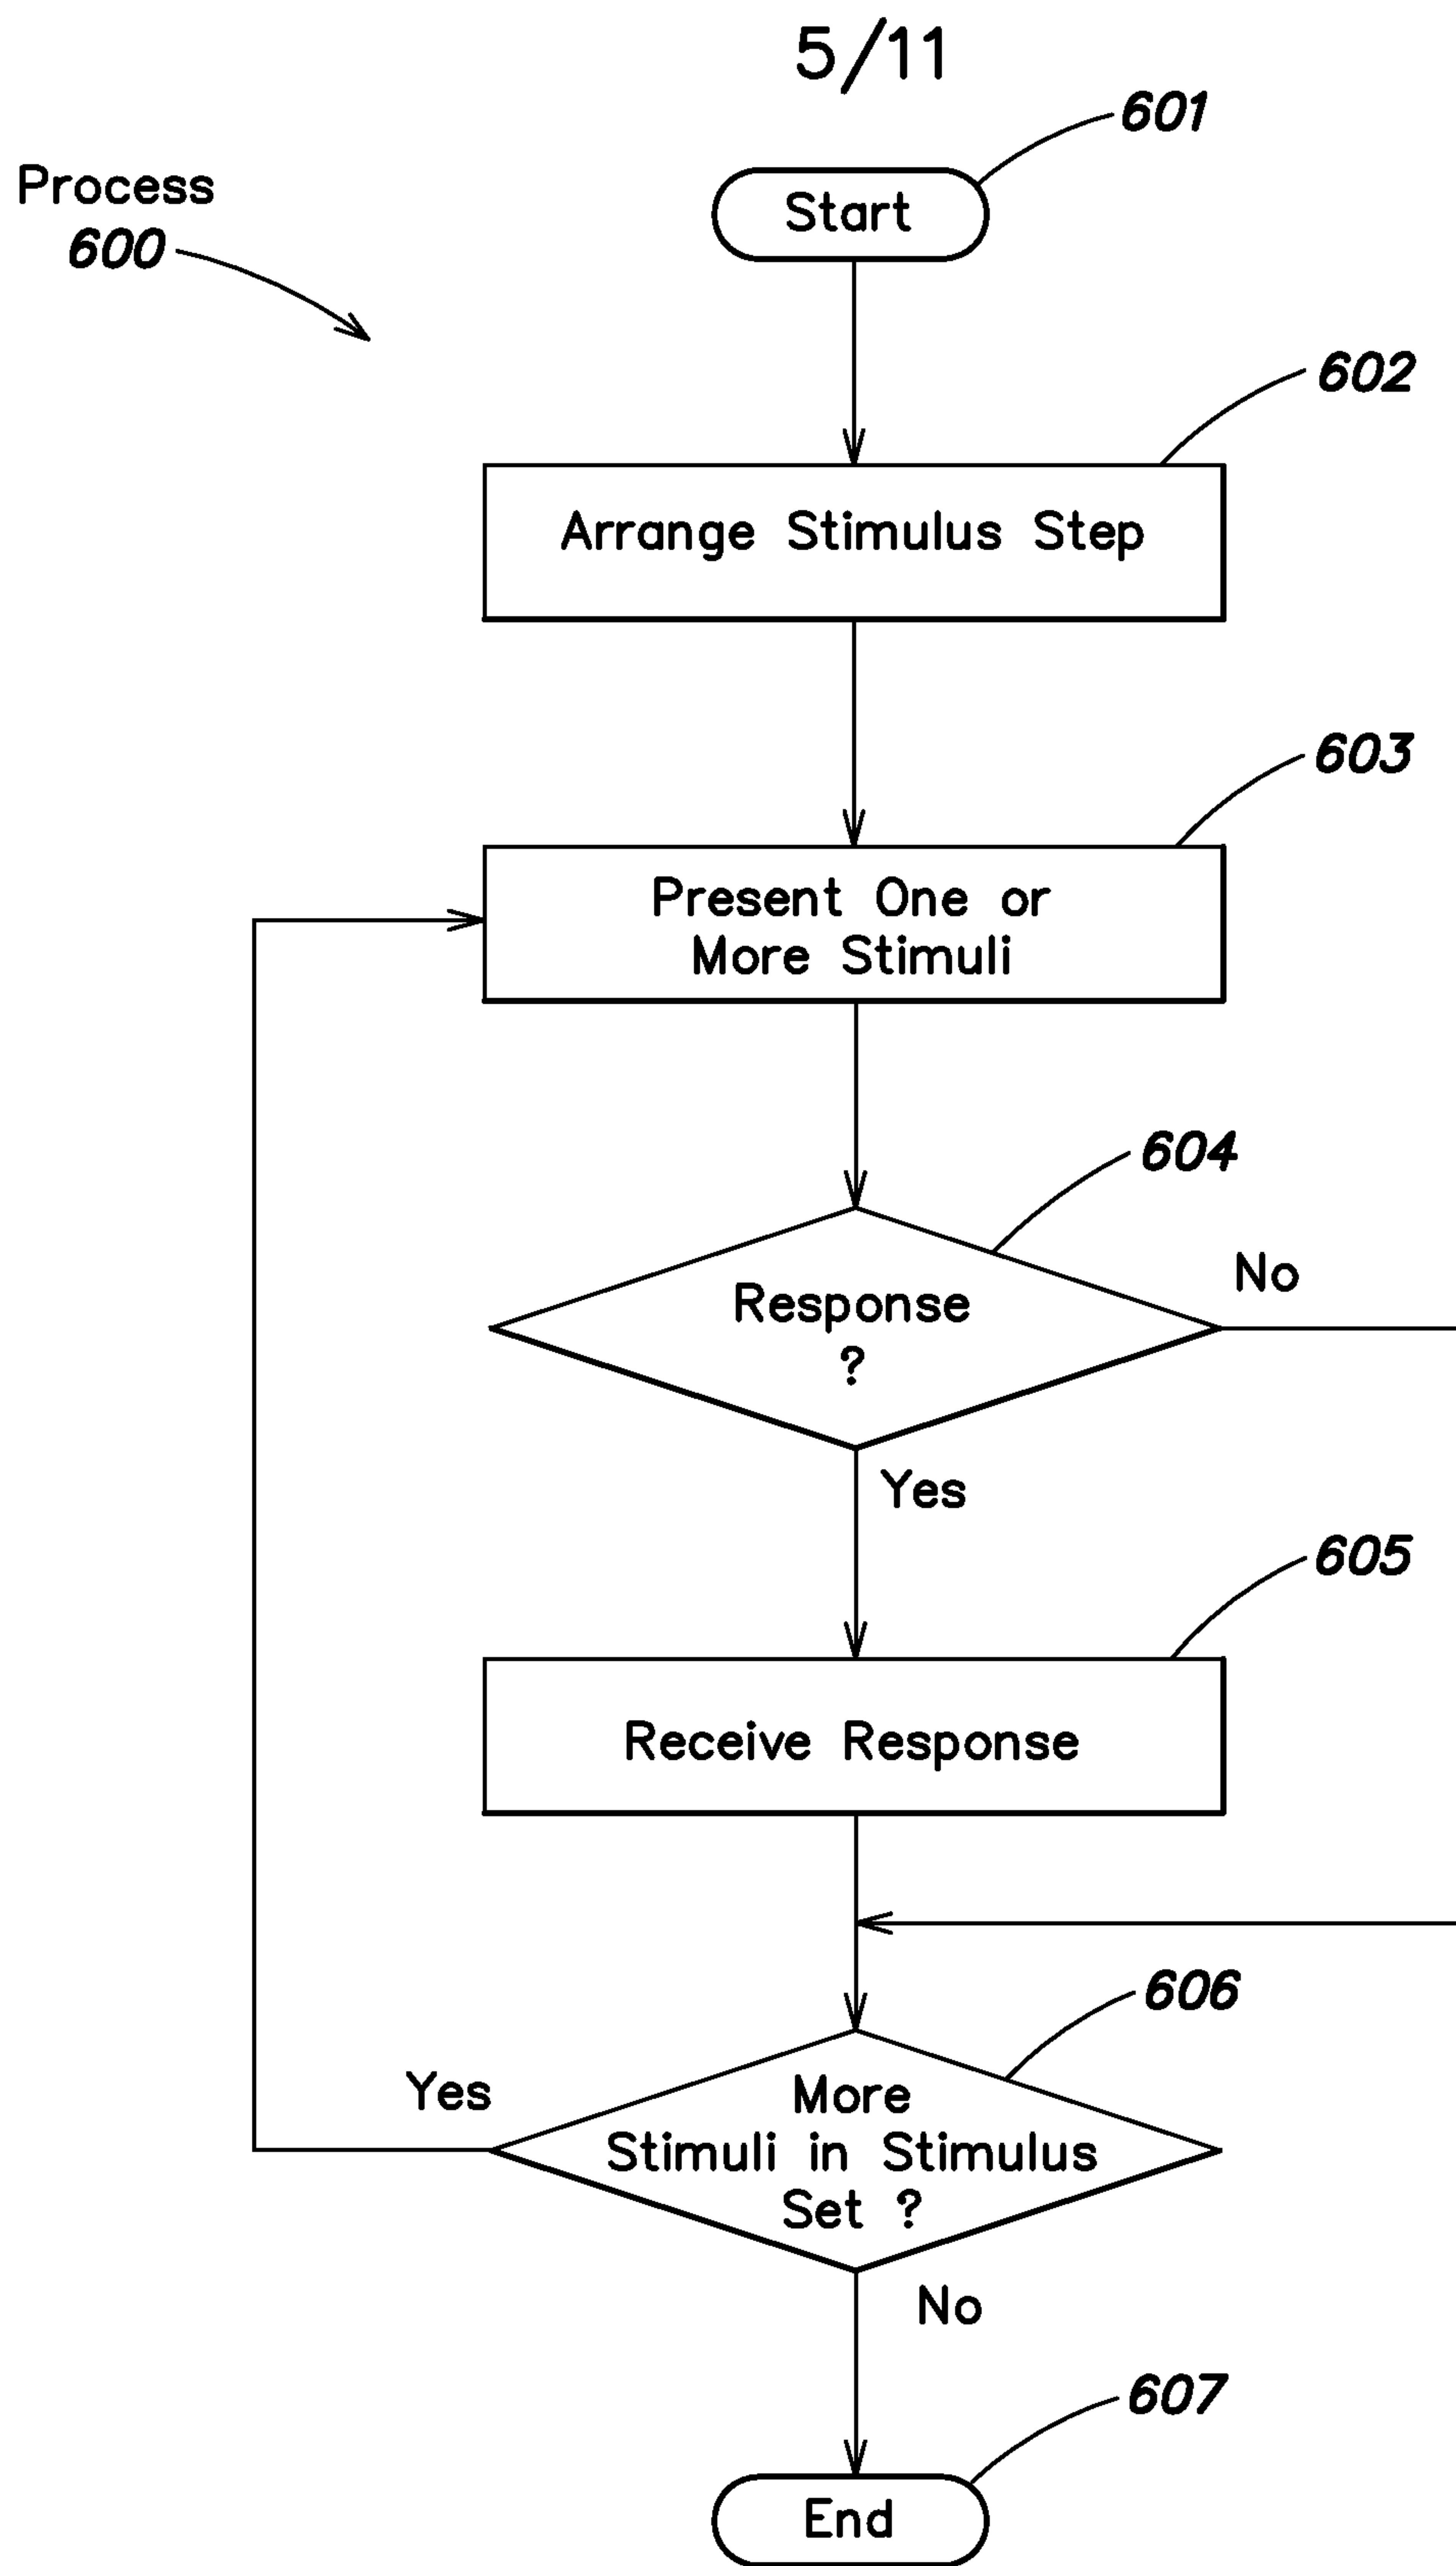 5/11
601
Process
600
Start
602
Arrange Stimulus Step
603
Present One or
More Stimuli
604
No
Response
?
Yes
605
Receive Response
606
Yes
More
Stimuli in Stimulus
Set ?
No
607
End